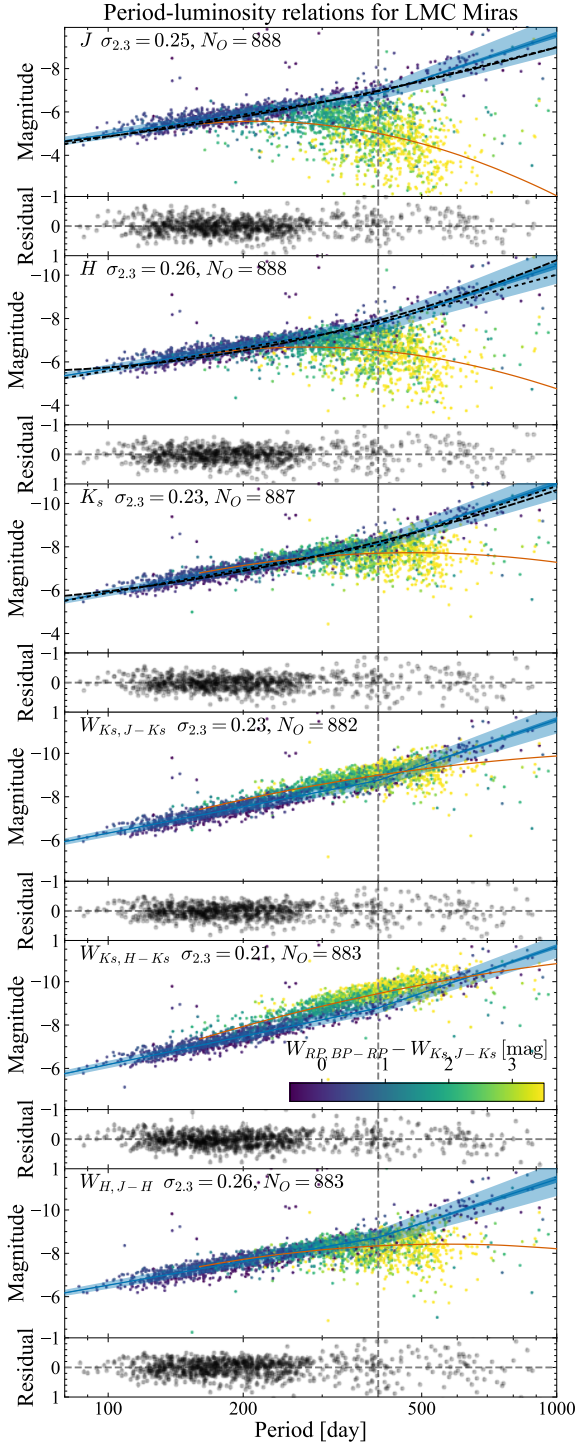 Period-luminosity relations for LMC Miras
J σ2.3 = 0.25, NO = 888
Magnitude
−8
−6
−4
Residual
−1
0
1
H σ2.3 = 0.26, NO = 888
Magnitude
−10
−8
−6
−4
Residual
−1
0
1
Ks σ2.3 = 0.23, NO = 887
Magnitude
−10
−8
−6
−4
Residual
−1
0
1
WKs, J−Ks σ2.3 = 0.23, NO = 882
Magnitude
−10
−8
−6
Residual
−1
0
1
WKs, H−Ks σ2.3 = 0.21, NO = 883
Magnitude
−10
−8
−6
WRP, BP−RP − WKs, J−Ks [mag]
0 1 2 3
Residual
−1
0
1
WH, J−H σ2.3 = 0.26, NO = 883
Magnitude
−10
−8
−6
Residual
−1
0
1
100 200 500 1000
Period [day]